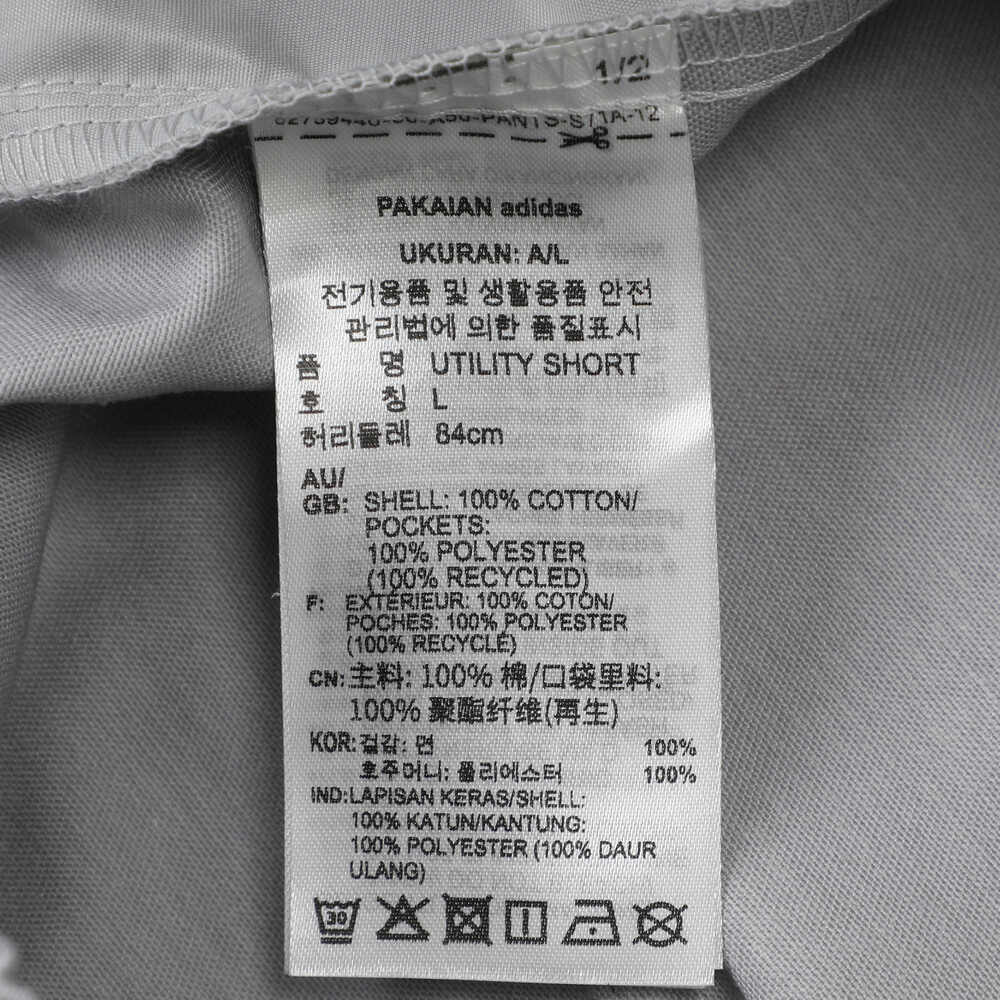 1/2
PAKAIAN adidas
UKURAN: A/L
전기용품 및 생활용품 안전
관리법에 의한 품질표시
품 명 UTILITY SHORT
호 칭 L
허리둘레 84cm
AU/
GB: SHELL: 100% COTTON/
POCKETS:
100% POLYESTER
(100% RECYCLED)
F: EXTÉRIEUR: 100% COTON/
POCHES: 100% POLYESTER
(100% RECYCLÉ)
CN: 主料: 100% 棉/口袋里料:
100% 聚酯纤维(再生)
KOR: 겉감: 면 100%
호주머니: 폴리에스터 100%
IND: LAPISAN KERAS/SHELL:
100% KATUN/KANTUNG:
100% POLYESTER (100% DAUR
ULANG)
30